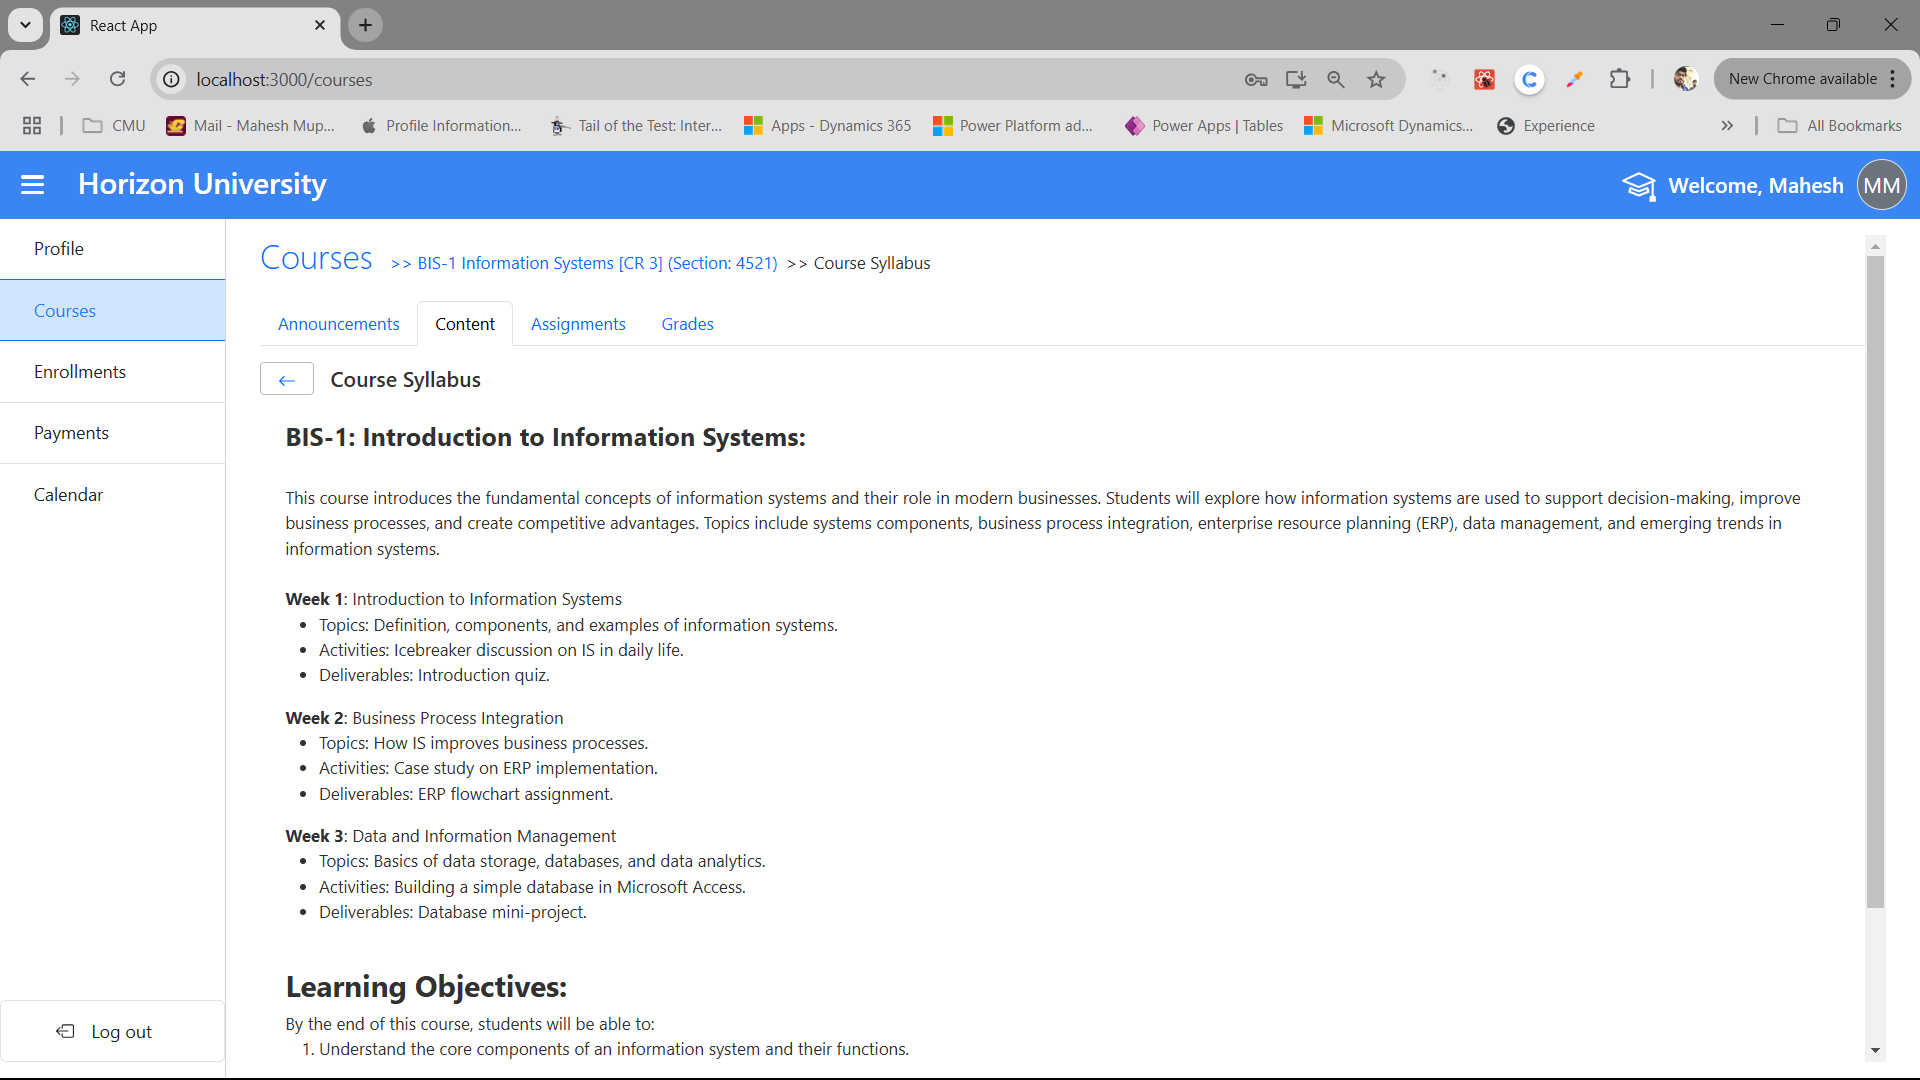 React App
localhost:3000/courses
New Chrome available
CMU
Mail - Mahesh Mup...
Profile Information...
Tail of the Test: Inter...
Apps - Dynamics 365
Power Platform ad...
Power Apps | Tables
Microsoft Dynamics...
Experience
All Bookmarks
Horizon University
Welcome, Mahesh
MM
Profile
Courses
Enrollments
Payments
Calendar
Log out
Courses >> BIS-1 Information Systems [CR 3] (Section: 4521) >> Course Syllabus
Announcements
Content
Assignments
Grades
Course Syllabus
BIS-1: Introduction to Information Systems:
This course introduces the fundamental concepts of information systems and their role in modern businesses. Students will explore how information systems are used to support decision-making, improve
business processes, and create competitive advantages. Topics include systems components, business process integration, enterprise resource planning (ERP), data management, and emerging trends in
information systems.
Week 1: Introduction to Information Systems
• Topics: Definition, components, and examples of information systems.
• Activities: Icebreaker discussion on IS in daily life.
• Deliverables: Introduction quiz.
Week 2: Business Process Integration
• Topics: How IS improves business processes.
• Activities: Case study on ERP implementation.
• Deliverables: ERP flowchart assignment.
Week 3: Data and Information Management
• Topics: Basics of data storage, databases, and data analytics.
• Activities: Building a simple database in Microsoft Access.
• Deliverables: Database mini-project.
Learning Objectives:
By the end of this course, students will be able to:
1. Understand the core components of an information system and their functions.